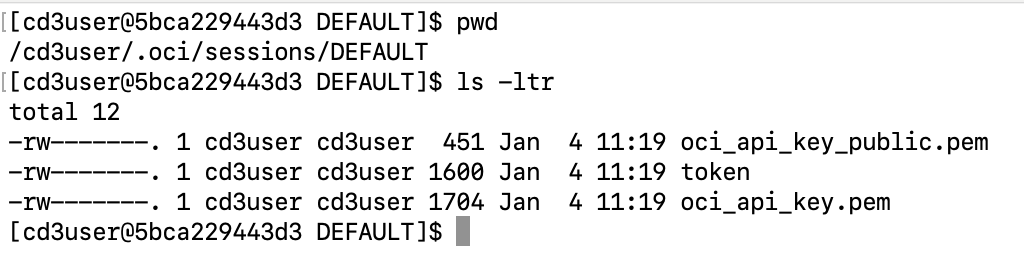 [[cd3user@5bca229443d3 DEFAULT]$ pwd
/cd3user/.oci/sessions/DEFAULT
[[cd3user@5bca229443d3 DEFAULT]$ ls -ltr
total 12
-rw-------. 1 cd3user cd3user  451 Jan  4 11:19 oci_api_key_public.pem
-rw-------. 1 cd3user cd3user 1600 Jan  4 11:19 token
-rw-------. 1 cd3user cd3user 1704 Jan  4 11:19 oci_api_key.pem
[cd3user@5bca229443d3 DEFAULT]$